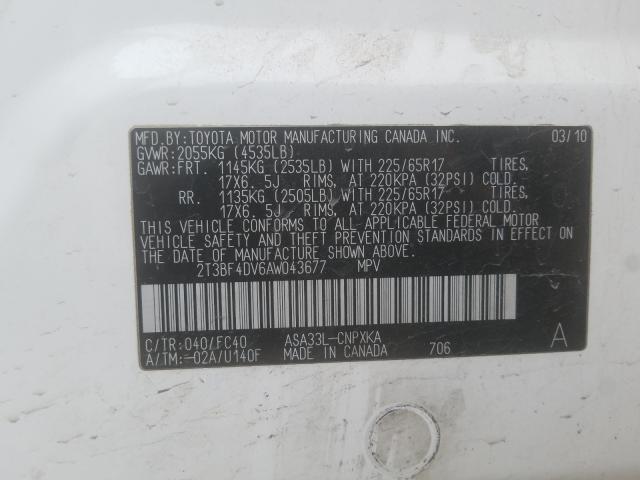 MFD. BY: TOYOTA MOTOR MANUFACTURING CANADA INC. 03/10
GVWR: 2055KG (4535LB)
GAWR: FRT. 1145KG (2535LB) WITH 225/65R17 TIRES,
17X6.5J RIMS, AT 220KPA (32PSI) COLD.
RR. 1135KG (2505LB) WITH 225/65R17 TIRES,
17X6.5J RIMS, AT 220KPA (32PSI) COLD.
THIS VEHICLE CONFORMS TO ALL APPLICABLE FEDERAL MOTOR
VEHICLE SAFETY AND THEFT PREVENTION STANDARDS IN EFFECT ON
THE DATE OF MANUFACTURE SHOWN ABOVE.
2T3BF4DV6AW043677 MPV
C/TR: 040/FC40 ASA33L-CNPXKA A
A/TM: -02A/U140F MADE IN CANADA 706